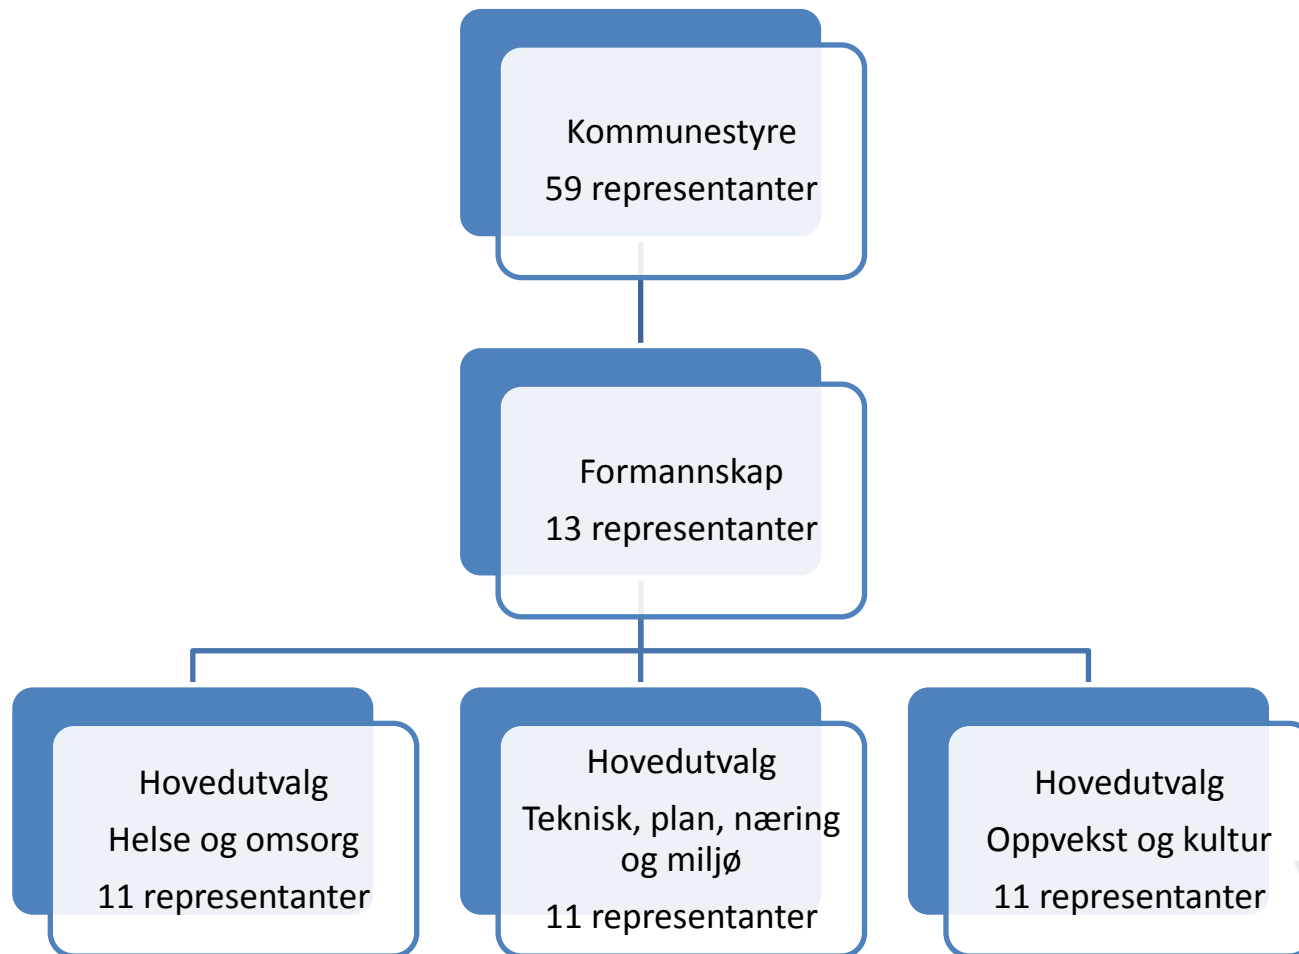 Kommunestyre
59 representanter
Formannskap
13 representanter
Hovedutvalg
Helse og omsorg
11 representanter
Hovedutvalg
Teknisk, plan, næring
og miljø
11 representanter
Hovedutvalg
Oppvekst og kultur
11 representanter